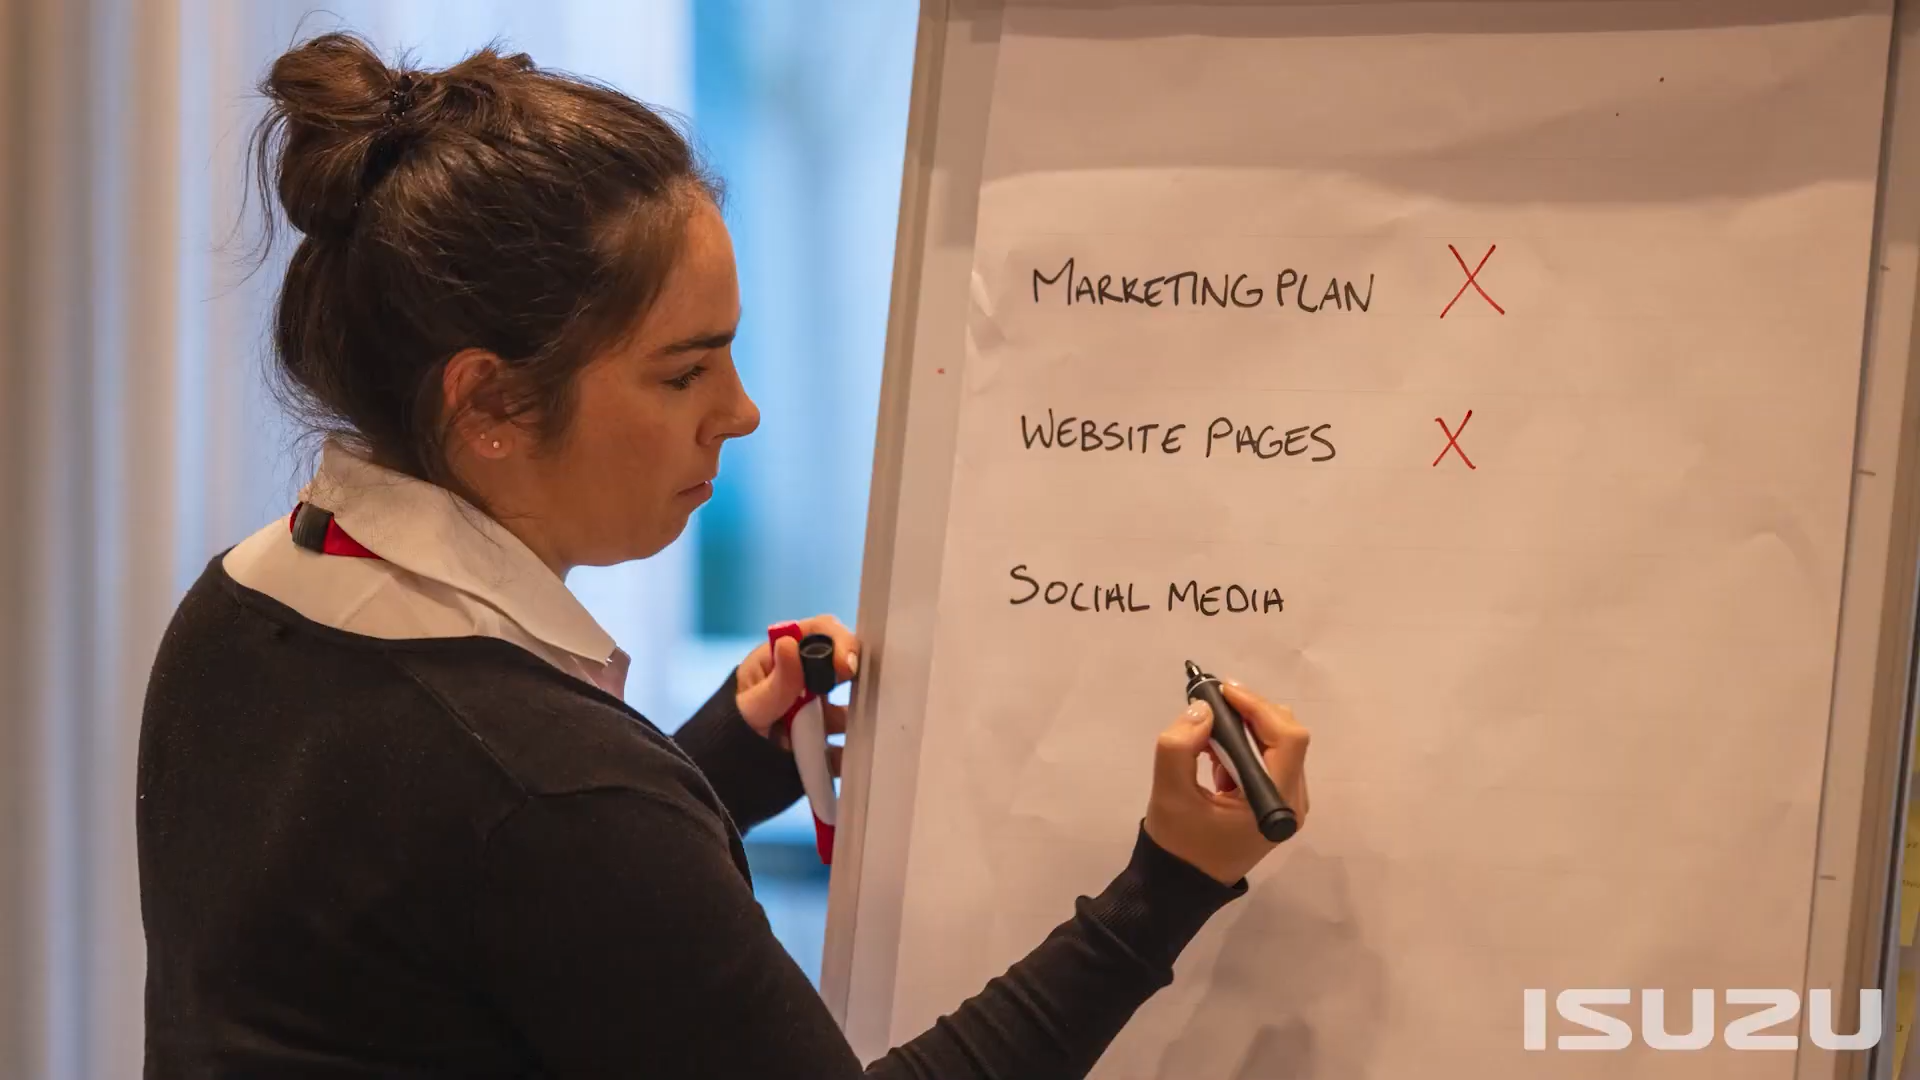 MARKETING PLAN X
WEBSITE PAGES X
SOCIAL MEDIA
ISUZU